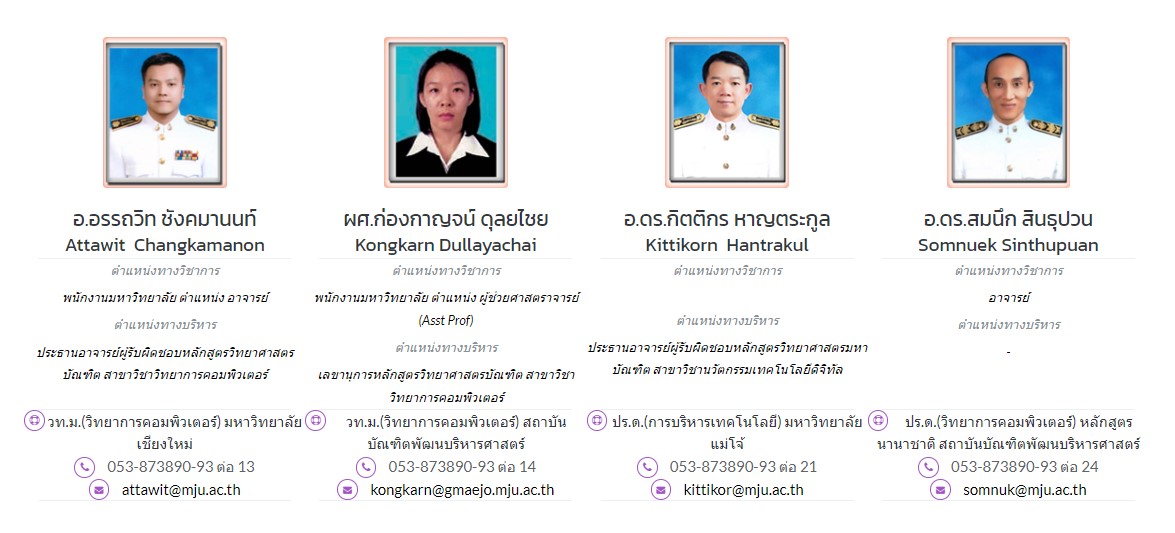 อ.อรรถวิท ชังคมานนท์
Attawit Changkamanon
ตำแหน่งทางวิชาการ
พนักงานมหาวิทยาลัย ตำแหน่ง อาจารย์
ตำแหน่งทางบริหาร
ประธานอาจารย์ผู้รับผิดชอบหลักสูตรวิทยาศาสตร
บัณฑิต สาขาวิชาวิทยาการคอมพิวเตอร์
วท.ม.(วิทยาการคอมพิวเตอร์) มหาวิทยาลัย
เชียงใหม่
053-873890-93 ต่อ 13
attawit@mju.ac.th
ผศ.ก่องกาญจน์ ดุลยไชย
Kongkarn Dullayachai
ตำแหน่งทางวิชาการ
พนักงานมหาวิทยาลัย ตำแหน่ง ผู้ช่วยศาสตราจารย์
(Asst Prof)
ตำแหน่งทางบริหาร
เลขานุการหลักสูตรวิทยาศาสตรบัณฑิต สาขาวิชา
วิทยาการคอมพิวเตอร์
วท.ม.(วิทยาการคอมพิวเตอร์) สถาบัน
บัณฑิตพัฒนบริหารศาสตร์
053-873890-93 ต่อ 14
kongkarn@gmaejo.mju.ac.th
อ.ดร.กิตติกร หาญตระกูล
Kittikorn Hantrakul
ตำแหน่งทางวิชาการ
ตำแหน่งทางบริหาร
ประธานอาจารย์ผู้รับผิดชอบหลักสูตรวิทยาศาสตรมหา
บัณฑิต สาขาวิชานวัตกรรมเทคโนโลยีดิจิทัล
ปร.ด.(การบริหารเทคโนโลยี) มหาวิทยาลัย
แม่โจ้
053-873890-93 ต่อ 21
kittikor@mju.ac.th
อ.ดร.สมนึก สินธุปวน
Somnuek Sinthupuan
ตำแหน่งทางวิชาการ
อาจารย์
ตำแหน่งทางบริหาร
-
ปร.ด.(วิทยาการคอมพิวเตอร์) หลักสูตร
นานาชาติ สถาบันบัณฑิตพัฒนบริหารศาสตร์
053-873890-93 ต่อ 24
somnuk@mju.ac.th